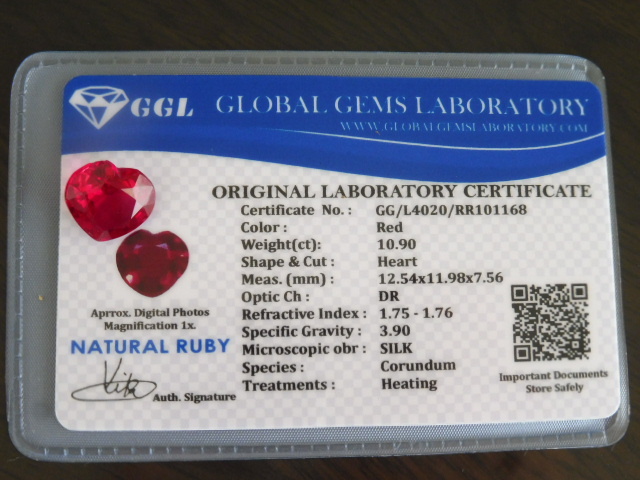 GGL GLOBAL GEMS LABORATORY
WWW.GLOBALGEMSLABORATORY.COM
ORIGINAL LABORATORY CERTIFICATE
Certificate No. : GG/L4020/RR101168
Color : Red
Weight(ct): 10.90
Shape & Cut : Heart
Meas. (mm) : 12.54x11.98x7.56
Optic Ch : DR
Refractive Index : 1.75 - 1.76
Specific Gravity : 3.90
Microscopic obr : SILK
Species : Corundum
Treatments : Heating
Aprrox. Digital Photos
Magnification 1x.
NATURAL RUBY
Auth. Signature
Important Documents
Store Safely